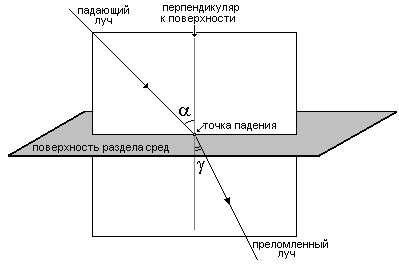 падающий
луч
перпендикуляр
к поверхности
α
точка падения
поверхность раздела сред
γ
преломленный
луч